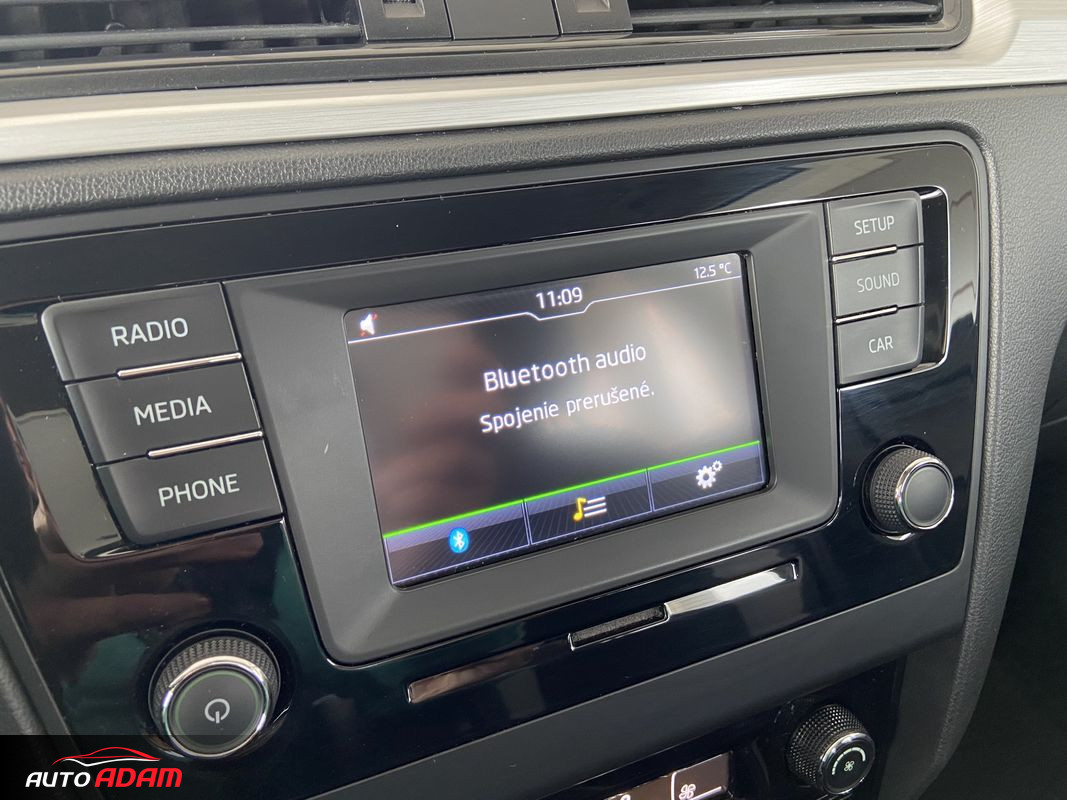 12.5 °C
11:09
SETUP
SOUND
CAR
RADIO
MEDIA
PHONE
Bluetooth audio
Spojenie prerušené.
AUTO ADAM